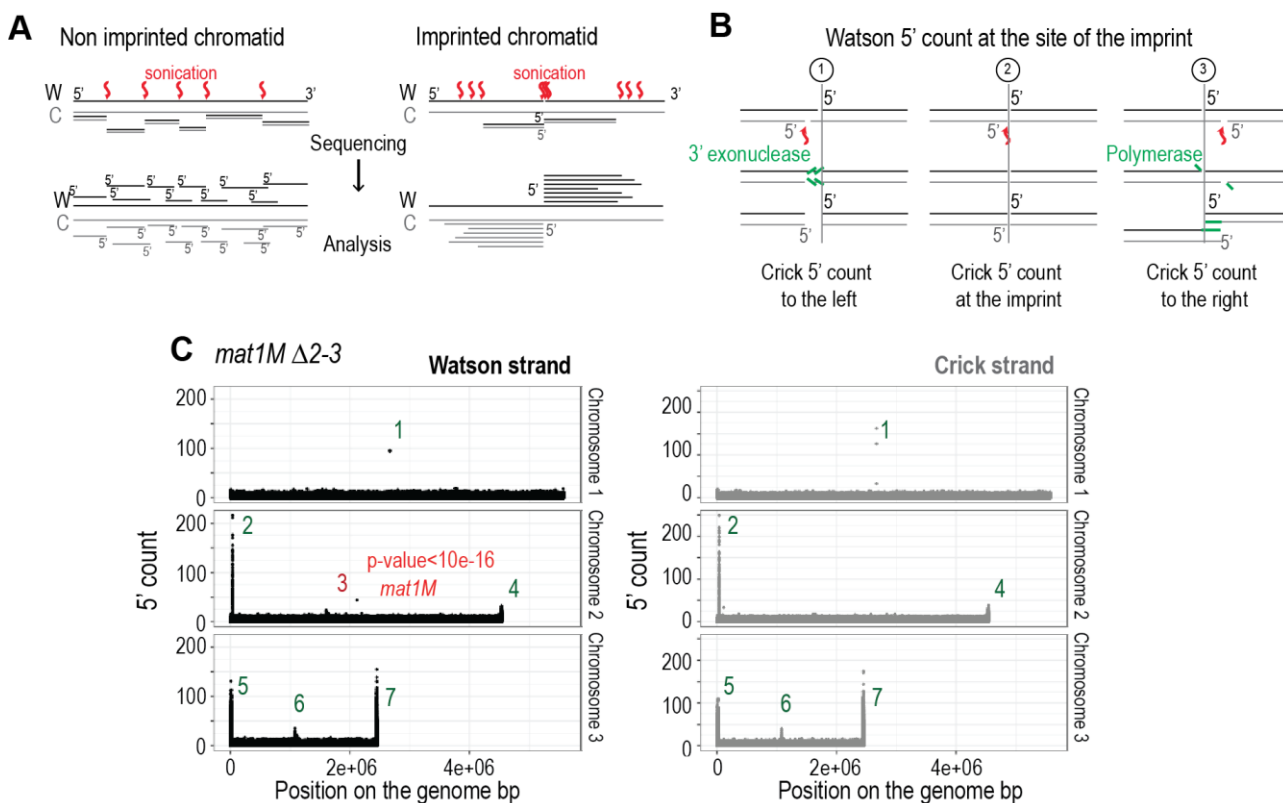 A
Non imprinted chromatid
Imprinted chromatid
sonication
sonication
W 5' 3'
C
W 5' 3'
C
5'
5'
Sequencing
5' 5' 5' 5' 5' 5'
5' 5' 5' 5' 5'
W
C
5' 5' 5' 5' 5' 5'
5' 5' 5' 5'
5'
W
C
5'
Analysis
B
Watson 5' count at the site of the imprint
1 2 3
5' 5' 5'
5' 5' 5'
3' exonuclease
Polymerase
5' 5' 5'
5' 5' 5'
Crick 5' count
to the left
Crick 5' count
at the imprint
Crick 5' count
to the right
C
mat1M Δ2-3
Watson strand
Crick strand
200
100
0
1
Chromosome 1
200
100
0
1
Chromosome 1
200
100
0
2
3
p-value<10e-16
mat1M
4
Chromosome 2
200
100
0
2
4
Chromosome 2
200
100
0
5
6
7
Chromosome 3
200
100
0
5
6
7
Chromosome 3
5' count
5' count
0 2e+06 4e+06
Position on the genome bp
0 2e+06 4e+06
Position on the genome bp